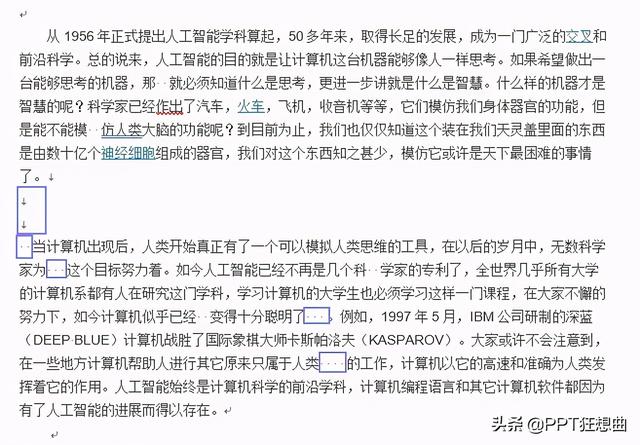 从 1956 年正式提出人工智能学科算起，50 多年来，取得长足的发展，成为一门广泛的交叉和
前沿科学。总的说来，人工智能的目的就是让计算机这台机器能够像人一样思考。如果希望做出一
台能够思考的机器，那 就必须知道什么是思考，更进一步讲就是什么是智慧。什么样的机器才是
智慧的呢？科学家已经作出了汽车，火车，飞机，收音机等等，它们模仿我们身体器官的功能，但
是能不能模 仿人类大脑的功能呢？到目前为止，我们也仅仅知道这个装在我们天灵盖里面的东西
是由数十亿个神经细胞组成的器官，我们对这个东西知之甚少，模仿它或许是天下最困难的事情
了。
当计算机出现后，人类开始真正有了一个可以模拟人类思维的工具，在以后的岁月中，无数科学
家为 这个目标努力着。如今人工智能已经不再是几个科 学家的专利了，全世界几乎所有大学
的计算机系都有人在研究这门学科，学习计算机的大学生也必须学习这样一门课程，在大家不懈的
努力下，如今计算机似乎已经 变得十分聪明了 。例如，1997 年 5 月，IBM 公司研制的深蓝
（DEEP BLUE）计算机战胜了国际象棋大师卡斯帕洛夫（KASPAROV）。大家或许不会注意到，
在一些地方计算机帮助人进行其它原来只属于人类 的工作，计算机以它的高速和准确为人类发
挥着它的作用。人工智能始终是计算机科学的前沿学科，计算机编程语言和其它计算机软件都因为
有了人工智能的进展而得以存在。
头条 @PPT狂想曲